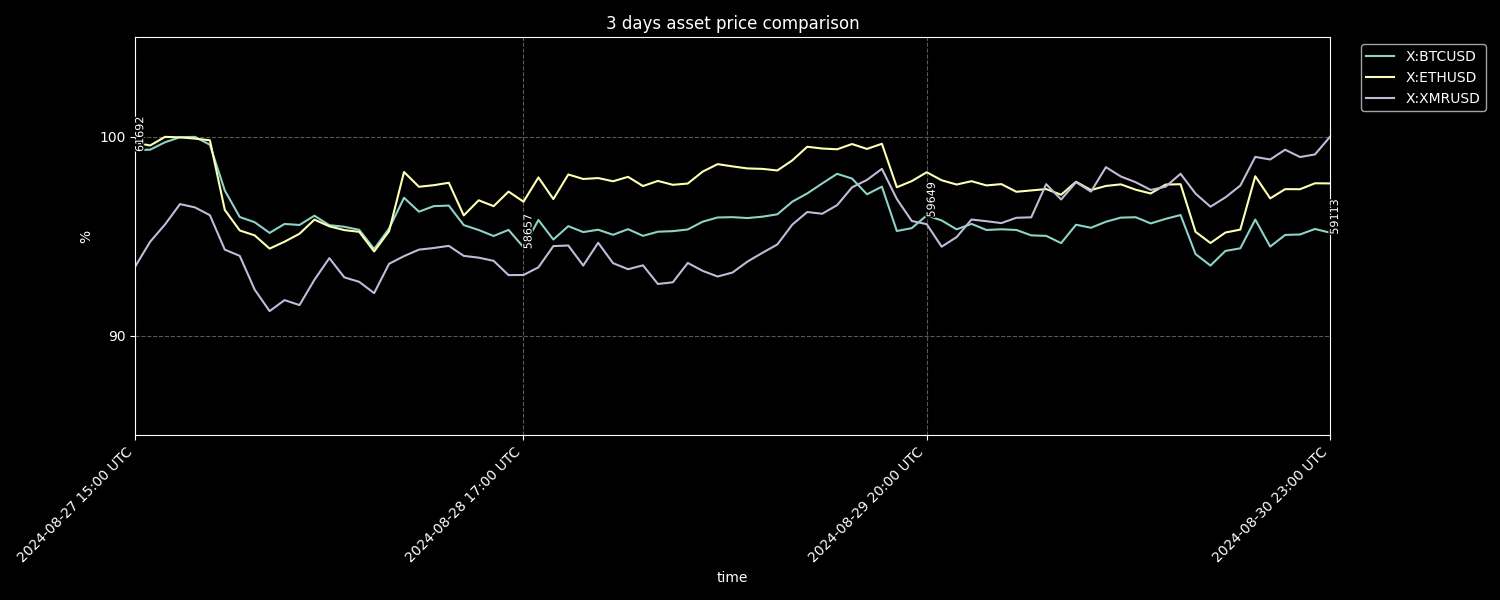 3 days asset price comparison
X:BTCUSD
X:ETHUSD
X:XMRUSD
100
90
%
61692
58657
59649
59113
2024-08-27 15:00 UTC
2024-08-28 17:00 UTC
2024-08-29 20:00 UTC
2024-08-30 23:00 UTC
time